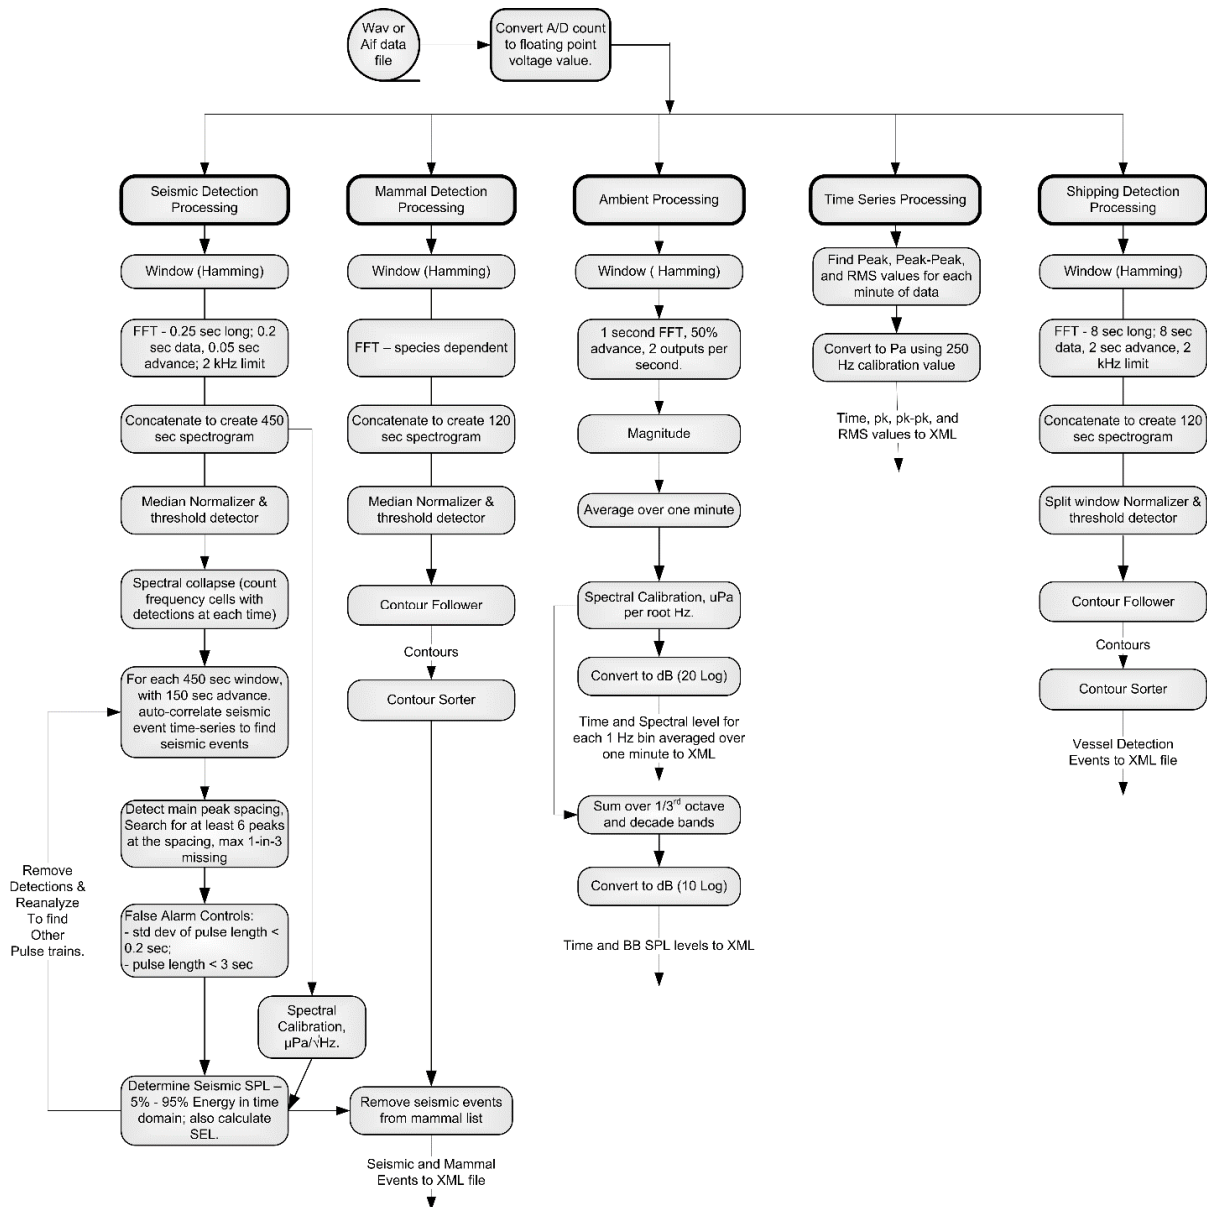 Wav or
Aif data
file
Convert A/D count
to floating point
voltage value.
Seismic Detection
Processing
Mammal Detection
Processing
Ambient Processing
Time Series Processing
Shipping Detection
Processing
Window (Hamming)
Window (Hamming)
Window ( Hamming)
Find Peak, Peak-Peak,
and RMS values for each
minute of data
Window (Hamming)
FFT - 0.25 sec long; 0.2
sec data, 0.05 sec
advance; 2 kHz limit
FFT – species dependent
1 second FFT, 50%
advance, 2 outputs per
second.
Convert to Pa using 250
Hz calibration value
FFT - 8 sec long; 8 sec
data, 2 sec advance, 2
kHz limit
Concatenate to create 450
sec spectrogram
Concatenate to create 120
sec spectrogram
Magnitude
Time, pk, pk-pk, and
RMS values to XML
Concatenate to create 120
sec spectrogram
Median Normalizer &
threshold detector
Median Normalizer &
threshold detector
Average over one minute
Split window Normalizer &
threshold detector
Spectral collapse (count
frequency cells with
detections at each time)
Contour Follower
Spectral Calibration, uPa
per root Hz.
Contour Follower
Contours
Contours
For each 450 sec window,
with 150 sec advance.
auto-correlate seismic
event time-series to find
seismic events
Contour Sorter
Convert to dB (20 Log)
Contour Sorter
Time and Spectral level for
each 1 Hz bin averaged over
one minute to XML
Vessel Detection
Events to XML file
Detect main peak spacing,
Search for at least 6 peaks
at the spacing, max 1-in-3
missing
Sum over 1/3rd octave
and decade bands
Remove
Detections &
Reanalyze
To find
Other
Pulse trains.
Convert to dB (10 Log)
False Alarm Controls:
- std dev of pulse length <
0.2 sec;
- pulse length < 3 sec
Time and BB SPL levels to XML
Spectral
Calibration,
µPa/√Hz.
Determine Seismic SPL –
5% - 95% Energy in time
domain; also calculate
SEL.
Remove seismic events
from mammal list
Seismic and Mammal
Events to XML file